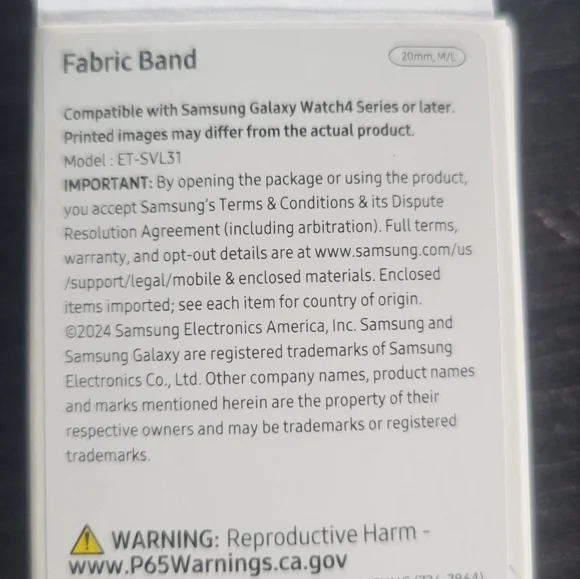 Fabric Band
20mm, M/L
Compatible with Samsung Galaxy Watch4 Series or later.
Printed images may differ from the actual product.
Model : ET-SVL31
IMPORTANT: By opening the package or using the product,
you accept Samsung's Terms & Conditions & its Dispute
Resolution Agreement (including arbitration). Full terms,
warranty, and opt-out details are at www.samsung.com/us
/support/legal/mobile & enclosed materials. Enclosed
items imported; see each item for country of origin.
©2024 Samsung Electronics America, Inc. Samsung and
Samsung Galaxy are registered trademarks of Samsung
Electronics Co., Ltd. Other company names, product names
and marks mentioned herein are the property of their
respective owners and may be trademarks or registered
trademarks.
WARNING: Reproductive Harm -
www.P65Warnings.ca.gov